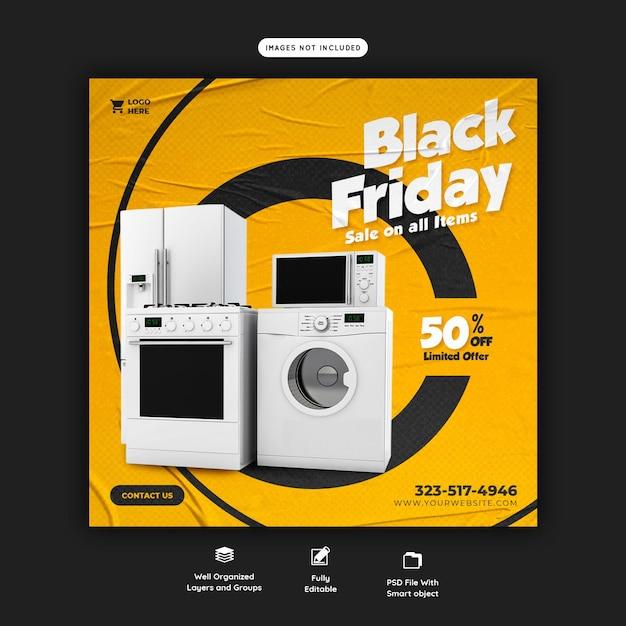 IMAGES NOT INCLUDED
LOGO
HERE
Black
Friday
Sale on all Items
50%
OFF
Limited Offer
CONTACT US
323-517-4946
WWW.YOURWEBSITE.COM
Well Organized
Layers and Groups
Fully
Editable
PSD File With
Smart object